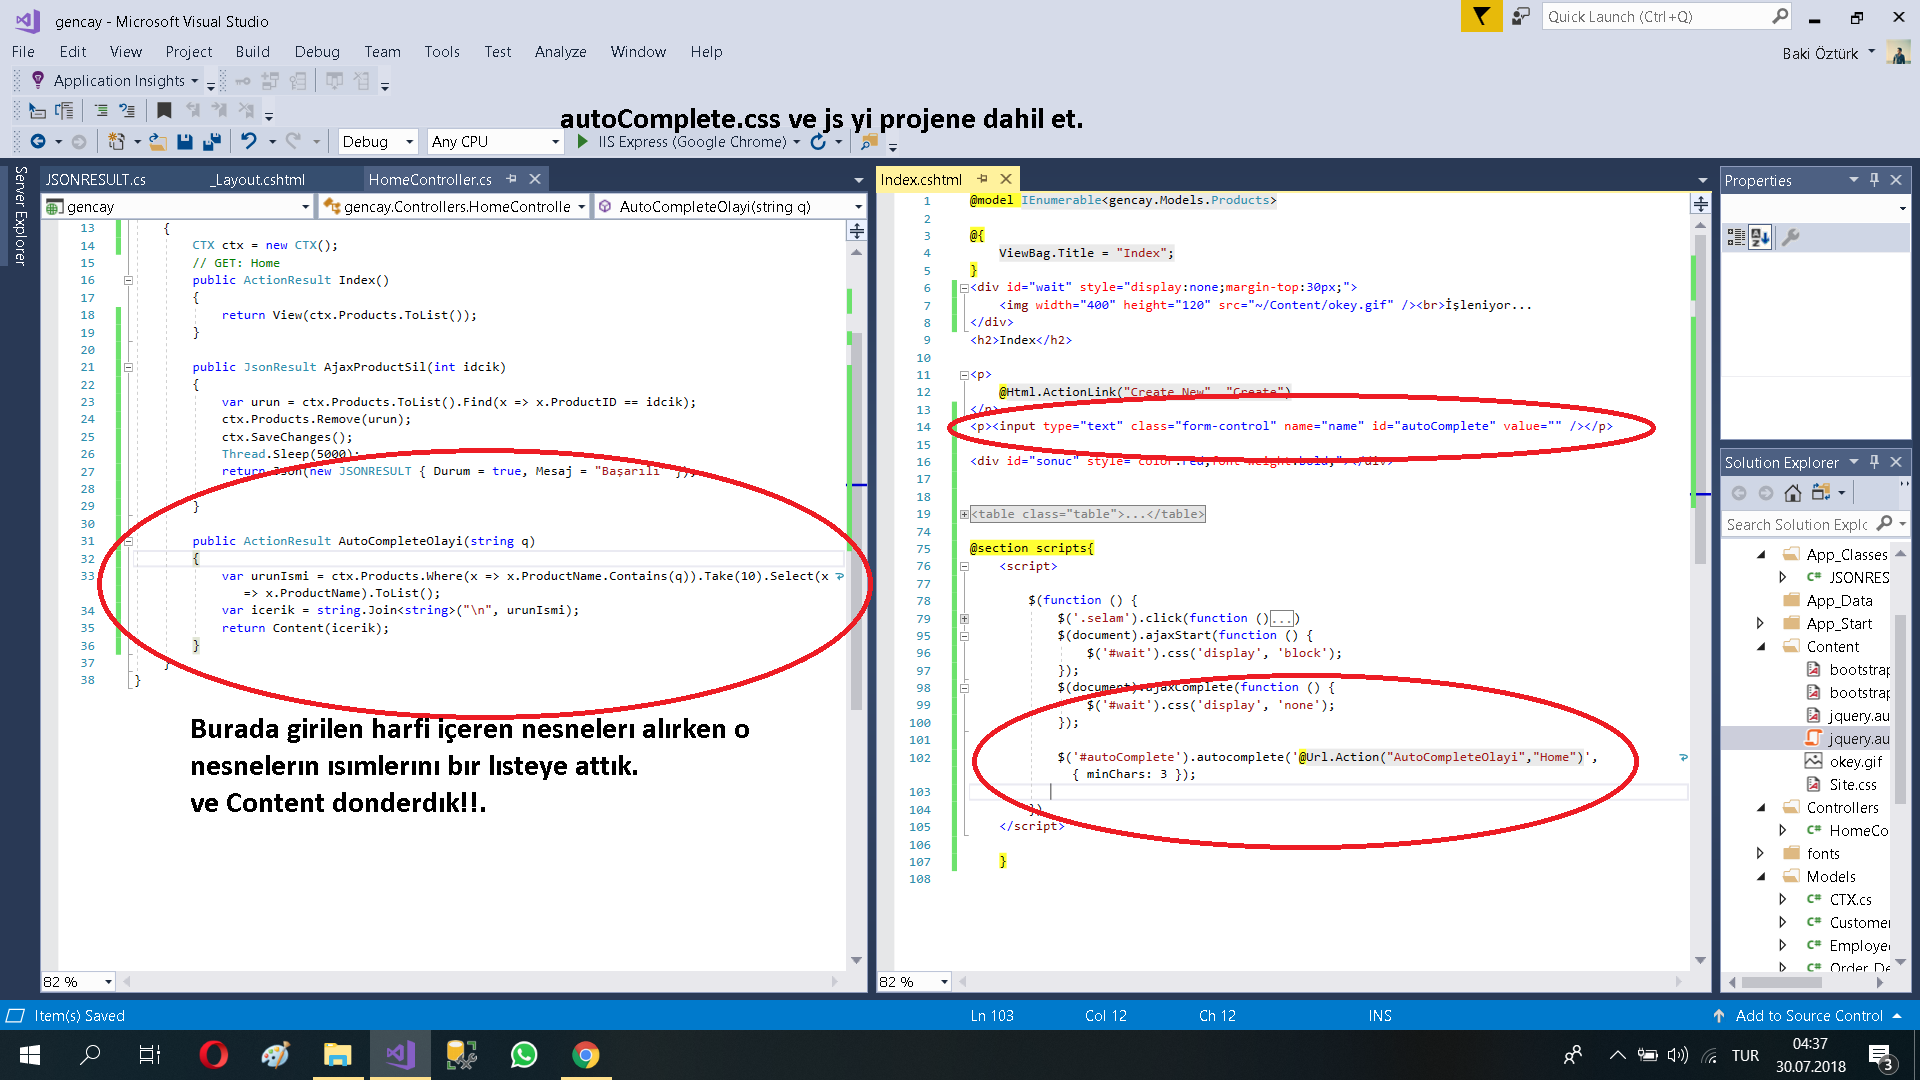 gencay - Microsoft Visual Studio
Quick Launch (Ctrl+Q)
File Edit View Project Build Debug Team Tools Test Analyze Window Help
Baki Öztürk
Application Insights
autoComplete.css ve js yi projene dahil et.
Debug Any CPU IIS Express (Google Chrome)
Server Explorer
JSONRESULT.cs _Layout.cshtml HomeController.cs
gencay gencay.Controllers.HomeControlle AutoCompleteOlayi(string q)
13 {
14 CTX ctx = new CTX();
15 // GET: Home
16 public ActionResult Index()
17 {
18 return View(ctx.Products.ToList());
19 }
20
21 public JsonResult AjaxProductSil(int idcik)
22 {
23 var urun = ctx.Products.ToList().Find(x => x.ProductID == idcik);
24 ctx.Products.Remove(urun);
25 ctx.SaveChanges();
26 Thread.Sleep(5000);
27 return Json(new JSONRESULT { Durum = true, Mesaj = "Başarılı" });
28
29 }
30
31 public ActionResult AutoCompleteOlayi(string q)
32 {
33 var urunIsmi = ctx.Products.Where(x => x.ProductName.Contains(q)).Take(10).Select(x
=> x.ProductName).ToList();
34 var icerik = string.Join<string>("\n", urunIsmi);
35 return Content(icerik);
36 }
37 }
38 }
Burada girilen harfi içeren nesnelerı alırken o
nesnelerın ısımlerını bır lısteye attık.
ve Content donderdık!!.
82 %
Index.cshtml
1 @model IEnumerable<gencay.Models.Products>
2
3 @{
4 ViewBag.Title = "Index";
5 }
6 <div id="wait" style="display:none;margin-top:30px;">
7 <img width="400" height="120" src="~/Content/okey.gif" /><br>İşleniyor...
8 </div>
9 <h2>Index</h2>
10
11 <p>
12 @Html.ActionLink("Create New", "Create")
13 </p>
14 <p><input type="text" class="form-control" name="name" id="autoComplete" value="" /></p>
15
16 <div id="sonuc" style="color:red;font-weight:bold;" </div>
17
18
19 <table class="table">...</table>
74
75 @section scripts{
76 <script>
77
78 $(function () {
79 $('.selam').click(function ()...)
95 $(document).ajaxStart(function () {
96 $('#wait').css('display', 'block');
97 });
98 $(document).ajaxComplete(function () {
99 $('#wait').css('display', 'none');
100 });
101
102 $('#autoComplete').autocomplete('@Url.Action("AutoCompleteOlayi","Home")',
{ minChars: 3 });
103
104 })
105 </script>
106
107 }
108
82 %
Properties
Solution Explorer
Search Solution Explo
App_Classes
JSONRES
App_Data
App_Start
Content
bootstrap
bootstrap
jquery.au
jquery.au
okey.gif
Site.css
Controllers
HomeCo
fonts
Models
CTX.cs
Customer
Employe
Order_De
Item(s) Saved Ln 103 Col 12 Ch 12 INS Add to Source Control
TUR 04:37
30.07.2018
3